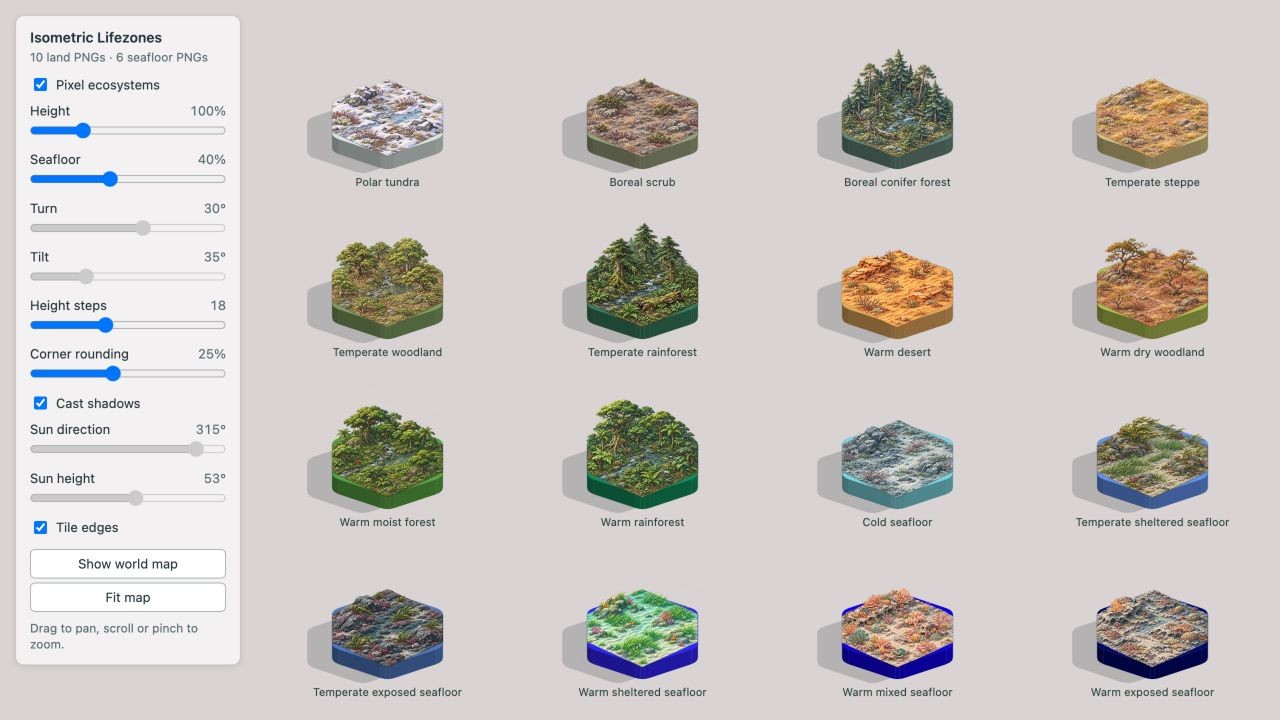 Isometric Lifezones
10 land PNGs · 6 seafloor PNGs
Pixel ecosystems
Height 100%
Seafloor 40%
Turn 30°
Tilt 35°
Height steps 18
Corner rounding 25%
Cast shadows
Sun direction 315°
Sun height 53°
Tile edges
Show world map
Fit map
Drag to pan, scroll or pinch to
zoom.
Polar tundra
Boreal scrub
Boreal conifer forest
Temperate steppe
Temperate woodland
Temperate rainforest
Warm desert
Warm dry woodland
Warm moist forest
Warm rainforest
Cold seafloor
Temperate sheltered seafloor
Temperate exposed seafloor
Warm sheltered seafloor
Warm mixed seafloor
Warm exposed seafloor